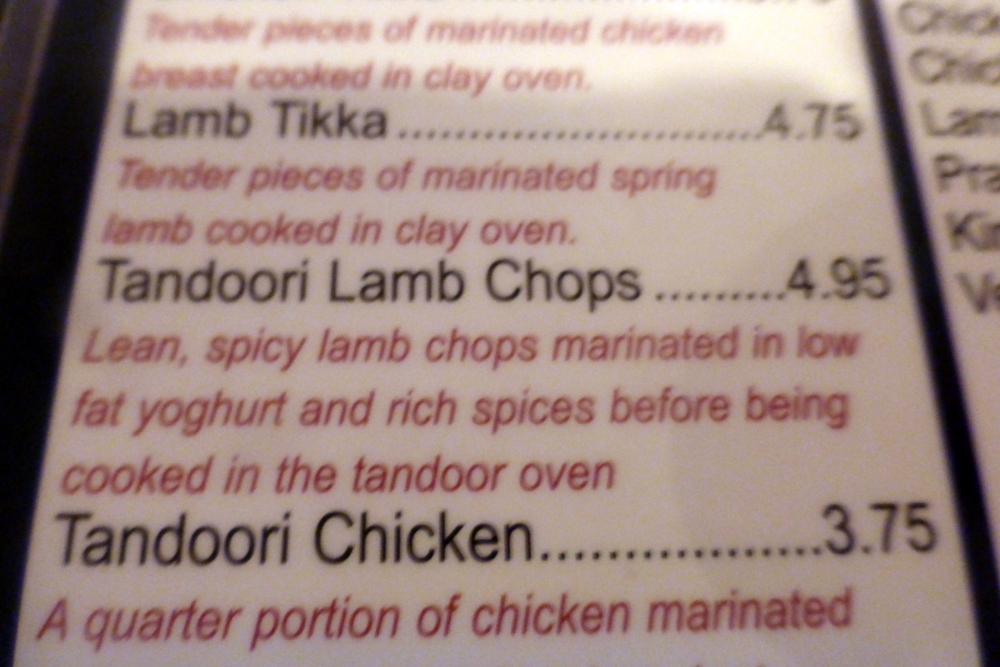 Tender pieces of marinated chicken
breast cooked in clay oven.
Lamb Tikka ............................4.75
Tender pieces of marinated spring
lamb cooked in clay oven.
Tandoori Lamb Chops .........4.95
Lean, spicy lamb chops marinated in low
fat yoghurt and rich spices before being
cooked in the tandoor oven
Tandoori Chicken..................3.75
A quarter portion of chicken marinated